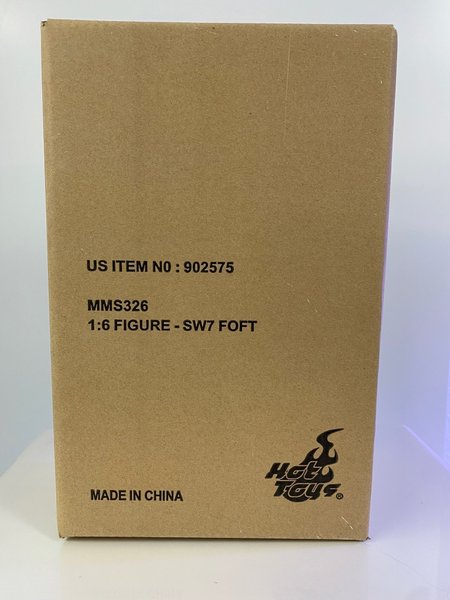 US ITEM N0 : 902575
MMS326
1:6 FIGURE - SW7 FOFT
Hot
Toys®
MADE IN CHINA